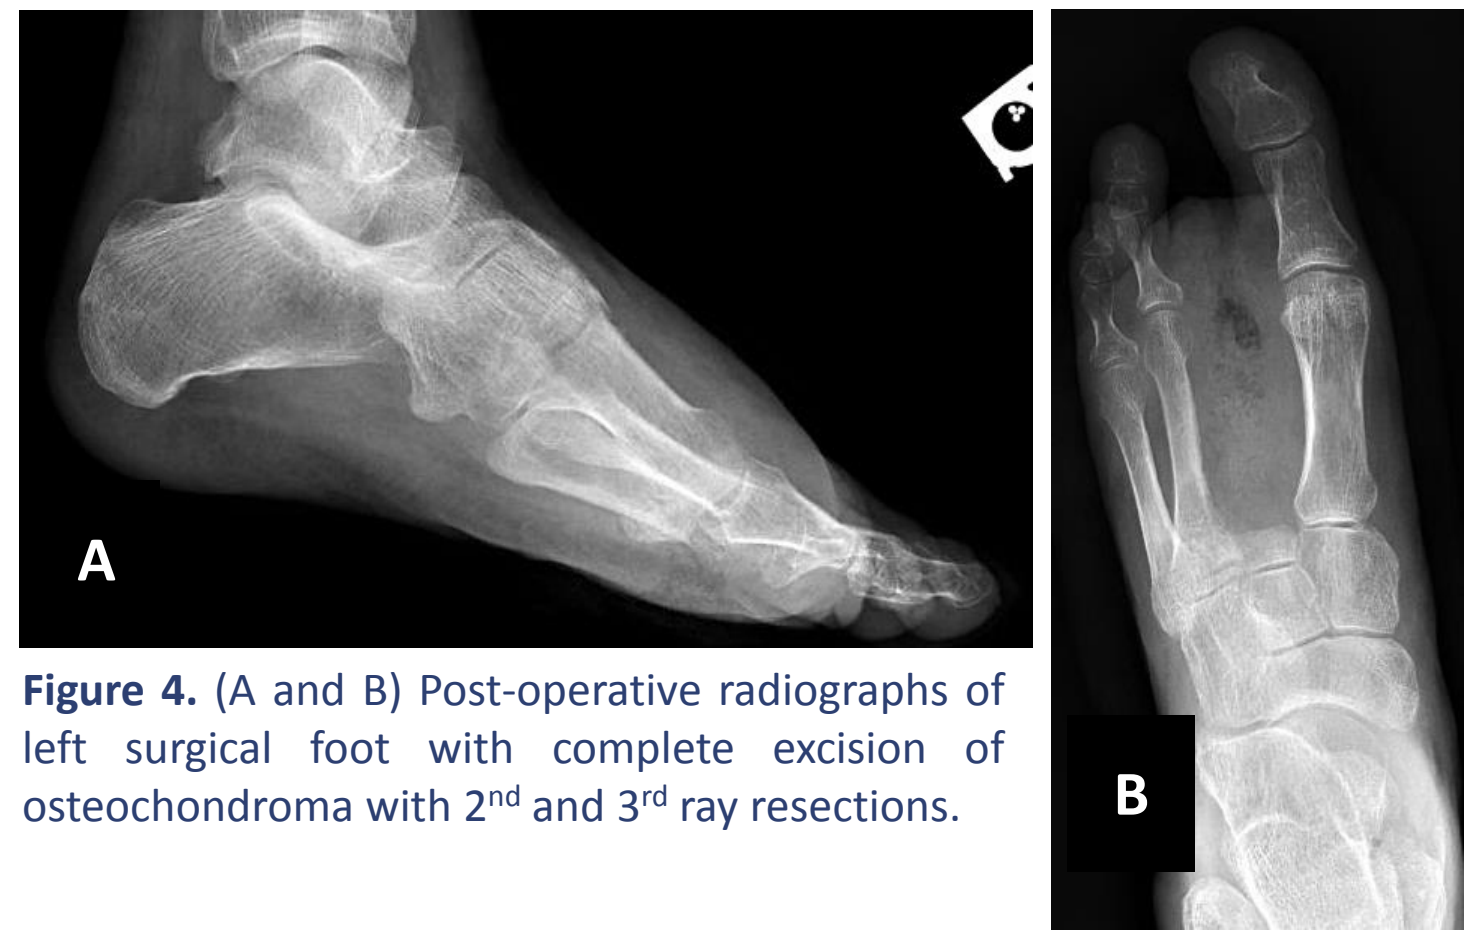 A
B
Figure 4. (A and B) Post-operative radiographs of
left surgical foot with complete excision of
osteochondroma with 2nd and 3rd ray resections.